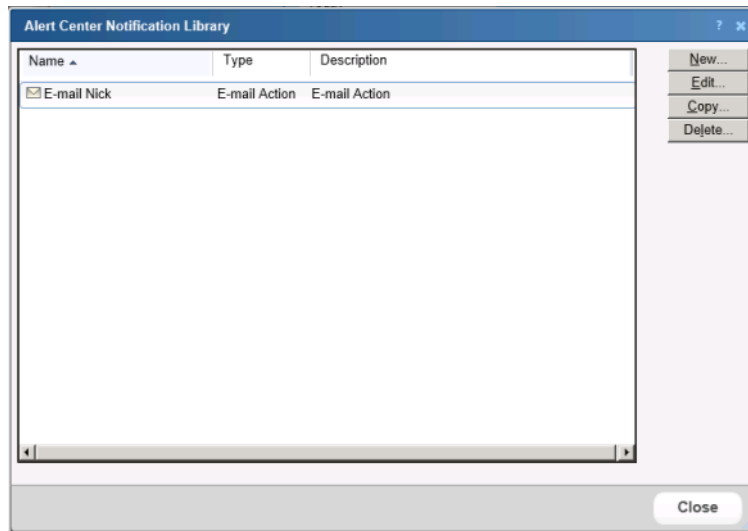 Alert Center Notification Library ? ×
Name Type Description
E-mail Nick E-mail Action E-mail Action
New...
Edit...
Copy...
Delete...
Close